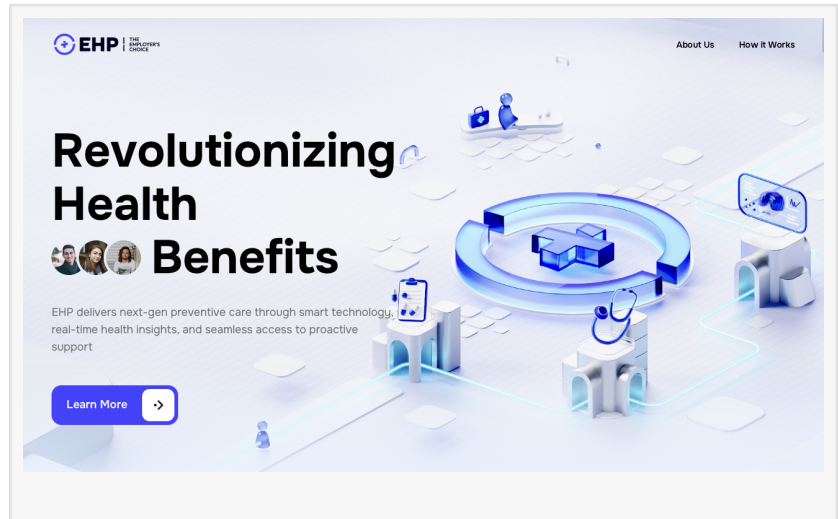 EHP
THE
EMPLOYER'S
CHOICE
About Us
How it Works
Revolutionizing
Health
Benefits
EHP delivers next-gen preventive care through smart technology,
real-time health insights, and seamless access to proactive
support
Learn More